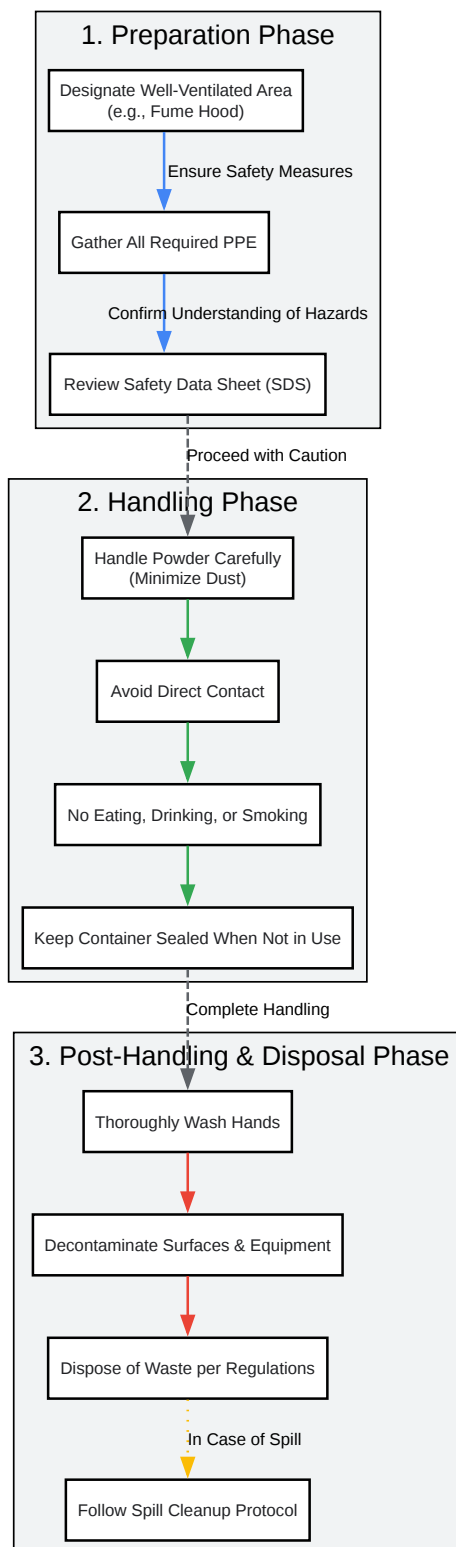 1. Preparation Phase
Designate Well-Ventilated Area
(e.g., Fume Hood)
Ensure Safety Measures
Gather All Required PPE
Confirm Understanding of Hazards
Review Safety Data Sheet (SDS)
Proceed with Caution
2. Handling Phase
Handle Powder Carefully
(Minimize Dust)
Avoid Direct Contact
No Eating, Drinking, or Smoking
Keep Container Sealed When Not in Use
Complete Handling
3. Post-Handling & Disposal Phase
Thoroughly Wash Hands
Decontaminate Surfaces & Equipment
Dispose of Waste per Regulations
In Case of Spill
Follow Spill Cleanup Protocol